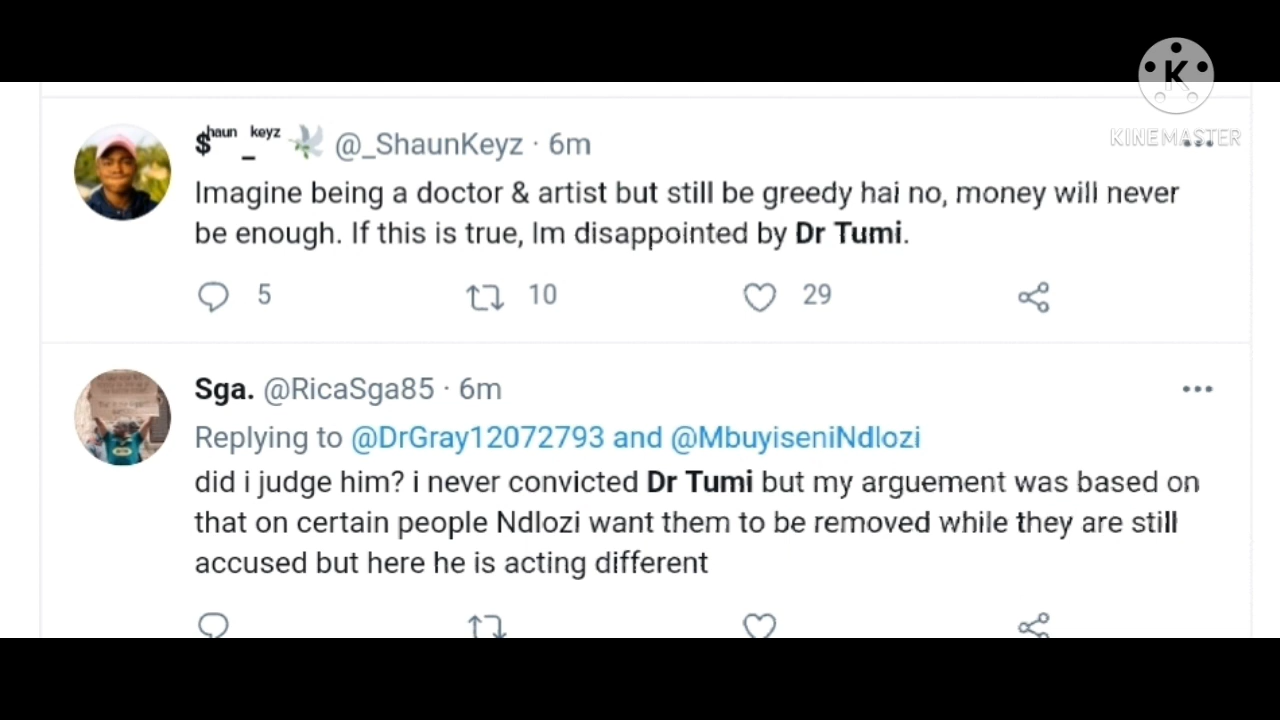 K
KINEMASTER
$haun_keyz 🕊 @_ShaunKeyz · 6m
Imagine being a doctor & artist but still be greedy hai no, money will never
be enough. If this is true, Im disappointed by Dr Tumi.
5 10 29
Sga. @RicaSga85 · 6m
Replying to @DrGray12072793 and @MbuyiseniNdlozi
did i judge him? i never convicted Dr Tumi but my arguement was based on
that on certain people Ndlozi want them to be removed while they are still
accused but here he is acting different